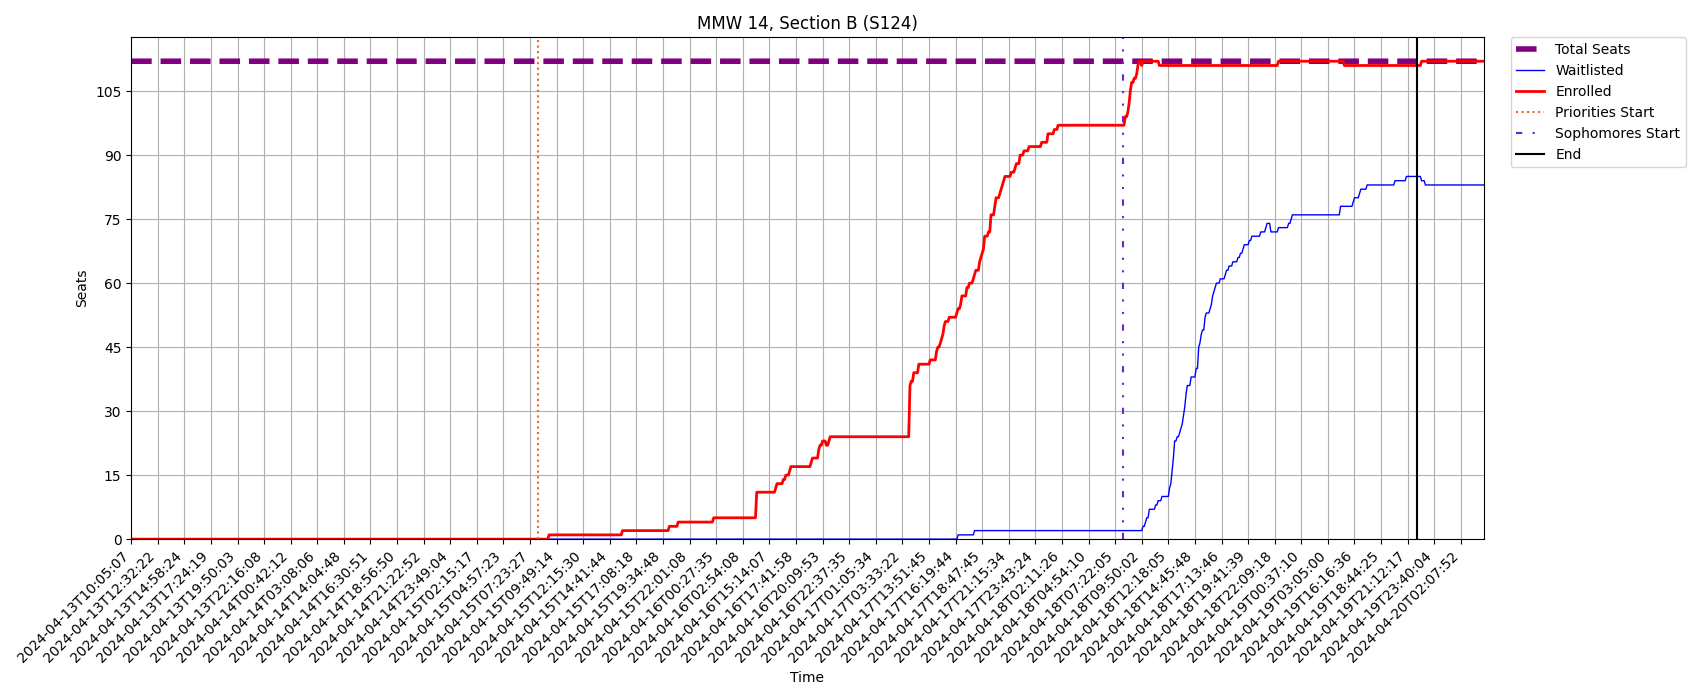 MMW 14, Section B (S124)
Total Seats
Waitlisted
Enrolled
Priorities Start
Sophomores Start
End
Seats
105
90
75
60
45
30
15
0
2024-04-13T10:05:07
2024-04-13T12:32:22
2024-04-13T14:58:24
2024-04-13T17:24:19
2024-04-13T19:50:03
2024-04-13T22:16:08
2024-04-14T00:42:12
2024-04-14T03:08:06
2024-04-14T14:04:48
2024-04-14T16:30:51
2024-04-14T18:56:50
2024-04-14T21:22:52
2024-04-14T23:49:04
2024-04-15T02:15:17
2024-04-15T04:57:23
2024-04-15T07:23:27
2024-04-15T09:49:14
2024-04-15T12:15:30
2024-04-15T14:41:44
2024-04-15T17:08:18
2024-04-15T19:34:48
2024-04-15T22:01:08
2024-04-16T00:27:35
2024-04-16T02:54:08
2024-04-16T15:14:07
2024-04-16T17:41:58
2024-04-16T20:09:53
2024-04-16T22:37:35
2024-04-17T01:05:34
2024-04-17T03:33:22
2024-04-17T13:51:45
2024-04-17T16:19:44
2024-04-17T18:47:45
2024-04-17T21:15:34
2024-04-17T23:43:24
2024-04-18T02:11:26
2024-04-18T04:54:10
2024-04-18T07:22:05
2024-04-18T09:50:02
2024-04-18T12:18:05
2024-04-18T14:45:48
2024-04-18T17:13:46
2024-04-18T19:41:39
2024-04-18T22:09:18
2024-04-19T00:37:10
2024-04-19T03:05:00
2024-04-19T16:16:36
2024-04-19T18:44:25
2024-04-19T21:12:17
2024-04-19T23:40:04
2024-04-20T02:07:52
Time